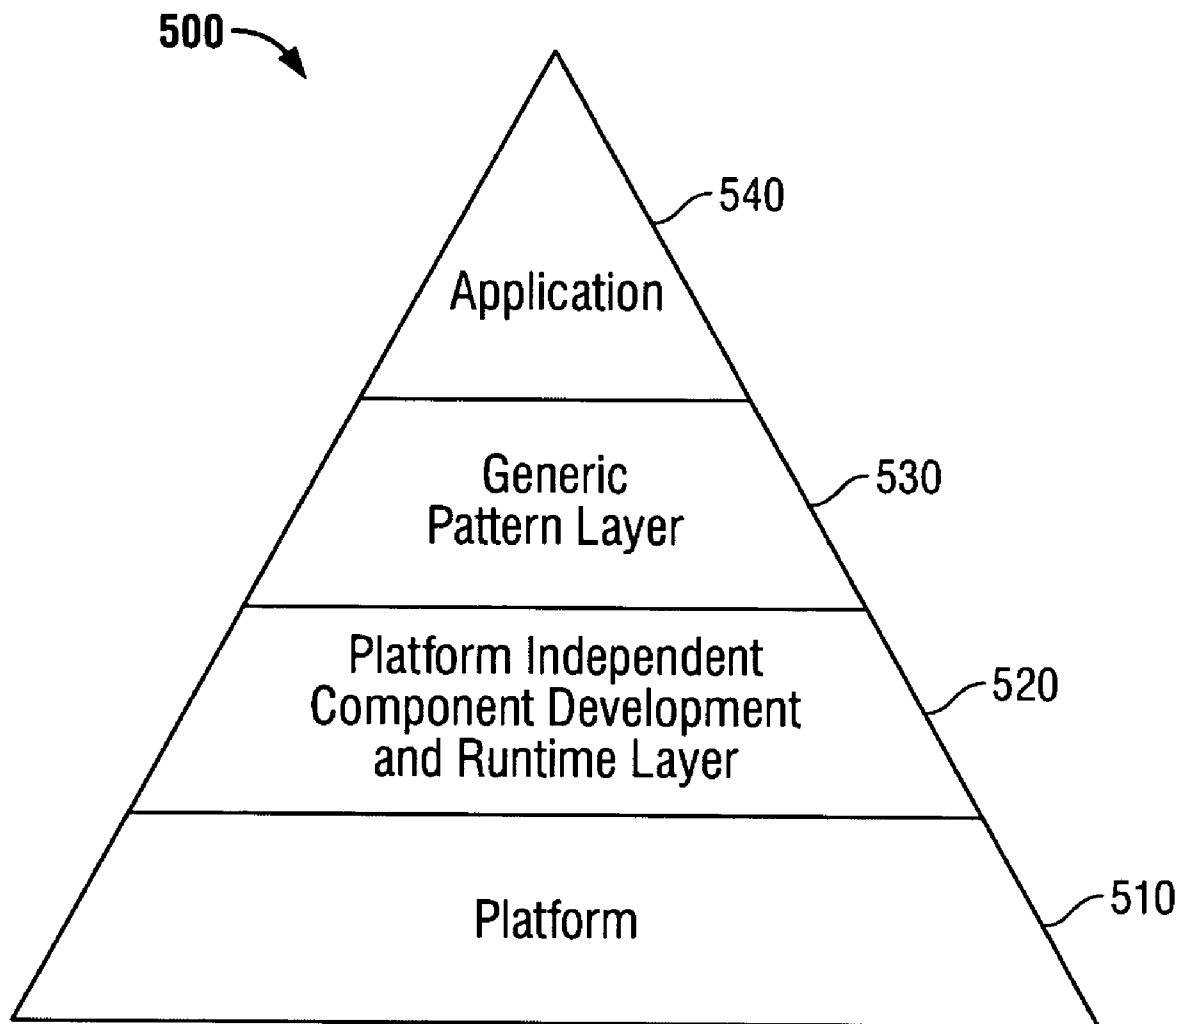 500
540
Application
530
Generic
Pattern Layer
520
Platform Independent
Component Development
and Runtime Layer
510
Platform